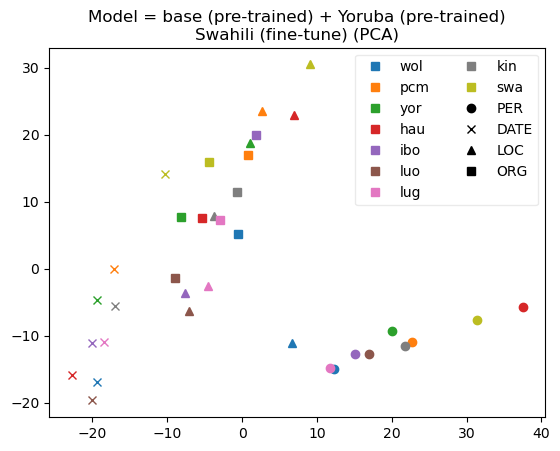 Model = base (pre-trained) + Yoruba (pre-trained)
Swahili (fine-tune) (PCA)
30
20
10
0
−10
−20
−20
−10
0
10
20
30
40
wol
pcm
yor
hau
ibo
luo
lug
kin
swa
PER
DATE
LOC
ORG